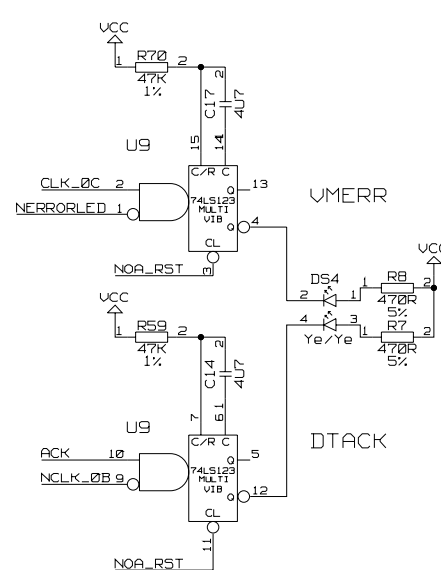 VCC
R70
1 2
47K
1%
2
C17
4U7
15
14
U9
C/R C
Q 13
74LS123
MULTI
VIB
Q 4
CL
3
CLK_0C 2
NERRORLED 1
NOA_RST
VMERR
VCC
DS4
2 1
1 R8 2
470R
5%
4 3
Ye/Ye
1 R7 2
470R
5%
VCC
R59
1 2
47K
1%
2
C14
4U7
7
6 1
U9
C/R C
Q 5
74LS123
MULTI
VIB
Q 12
CL
11
ACK 10
NCLK_0B 9
NOA_RST
DTACK